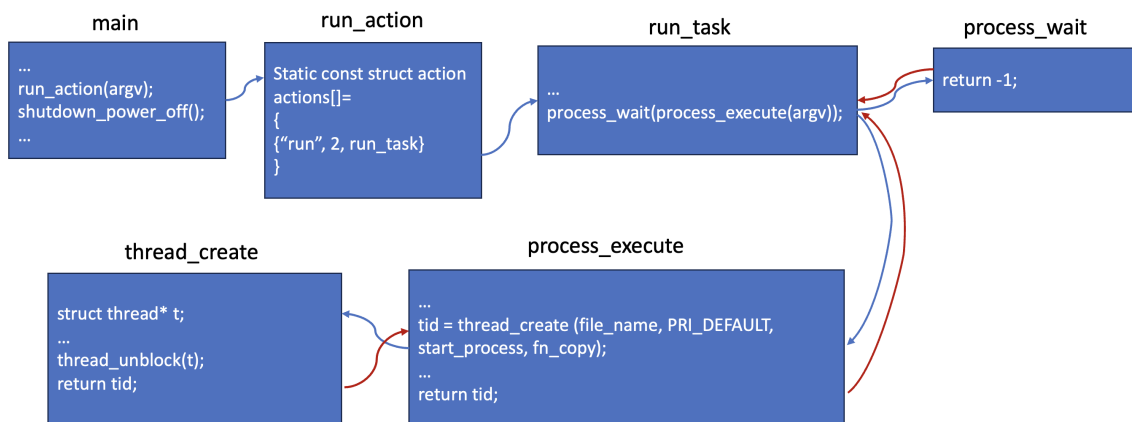 main
...
run_action(argv);
shutdown_power_off();
...
run_action
Static const struct action
actions[]=
{
{“run”, 2, run_task}
}
run_task
...
process_wait(process_execute(argv));
process_wait
return -1;
thread_create
struct thread* t;
...
thread_unblock(t);
return tid;
process_execute
...
tid = thread_create (file_name, PRI_DEFAULT,
start_process, fn_copy);
...
return tid;